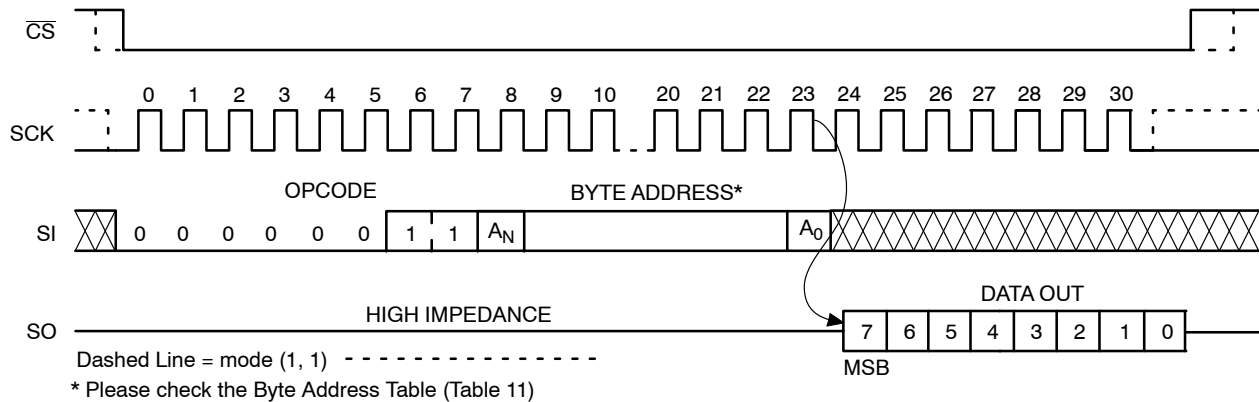 CS
0 1 2 3 4 5 6 7 8 9 10 20 21 22 23 24 25 26 27 28 29 30
SCK
OPCODE BYTE ADDRESS*
SI 0 0 0 0 0 0 1 1 AN A0
DATA OUT
HIGH IMPEDANCE
SO 7 6 5 4 3 2 1 0
Dashed Line = mode (1, 1)
MSB
* Please check the Byte Address Table (Table 11)